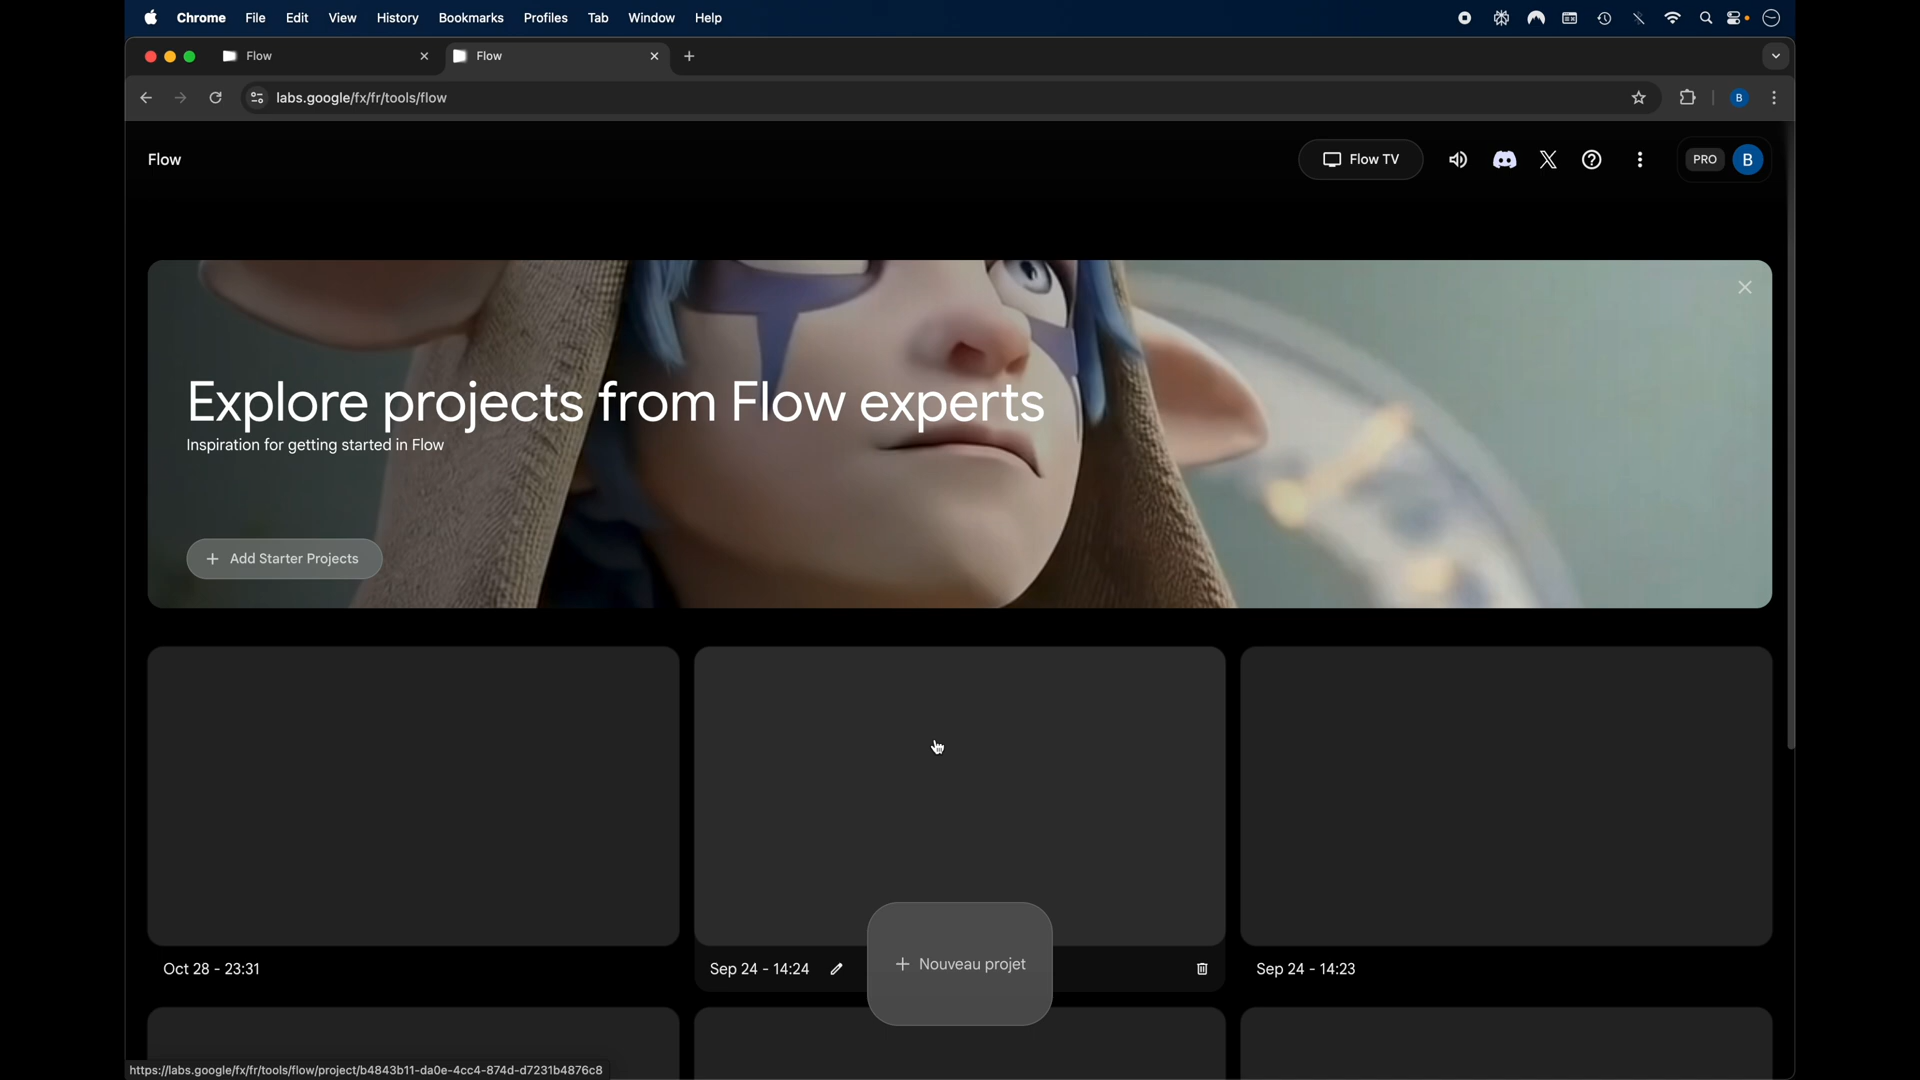 Chrome File Edit View History Bookmarks Profiles Tab Window Help
Flow
Flow
labs.google/fx/fr/tools/flow
B
Flow
Flow TV
PRO
B
Explore projects from Flow experts
Inspiration for getting started in Flow
+ Add Starter Projects
Oct 28 - 23:31
Sep 24 - 14:24
+ Nouveau projet
Sep 24 - 14:23
https://labs.google/fx/fr/tools/flow/project/b4843b11-da0e-4cc4-874d-d7231b4876c8